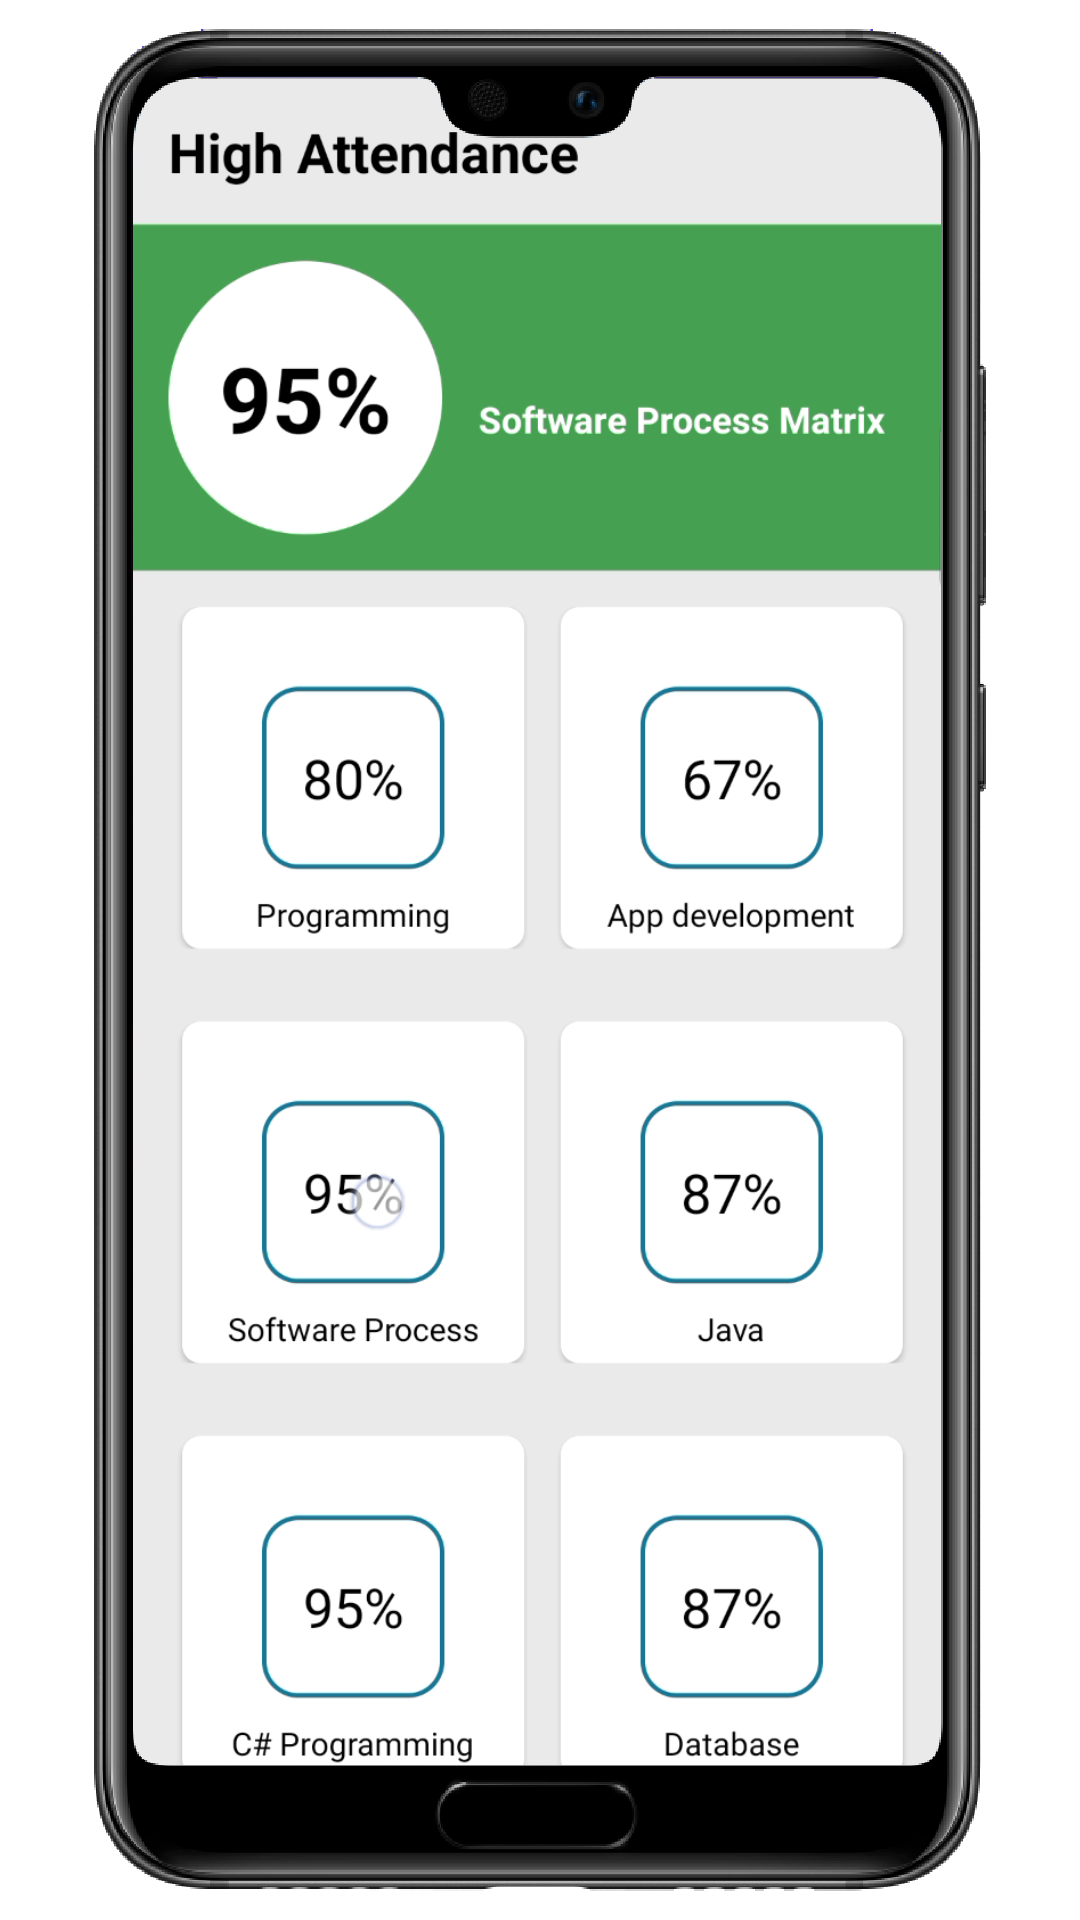 High Attendance
95%
Software Process Matrix
80%
67%
Programming
App development
95%
87%
Software Process
Java
95%
87%
C# Programming
Database